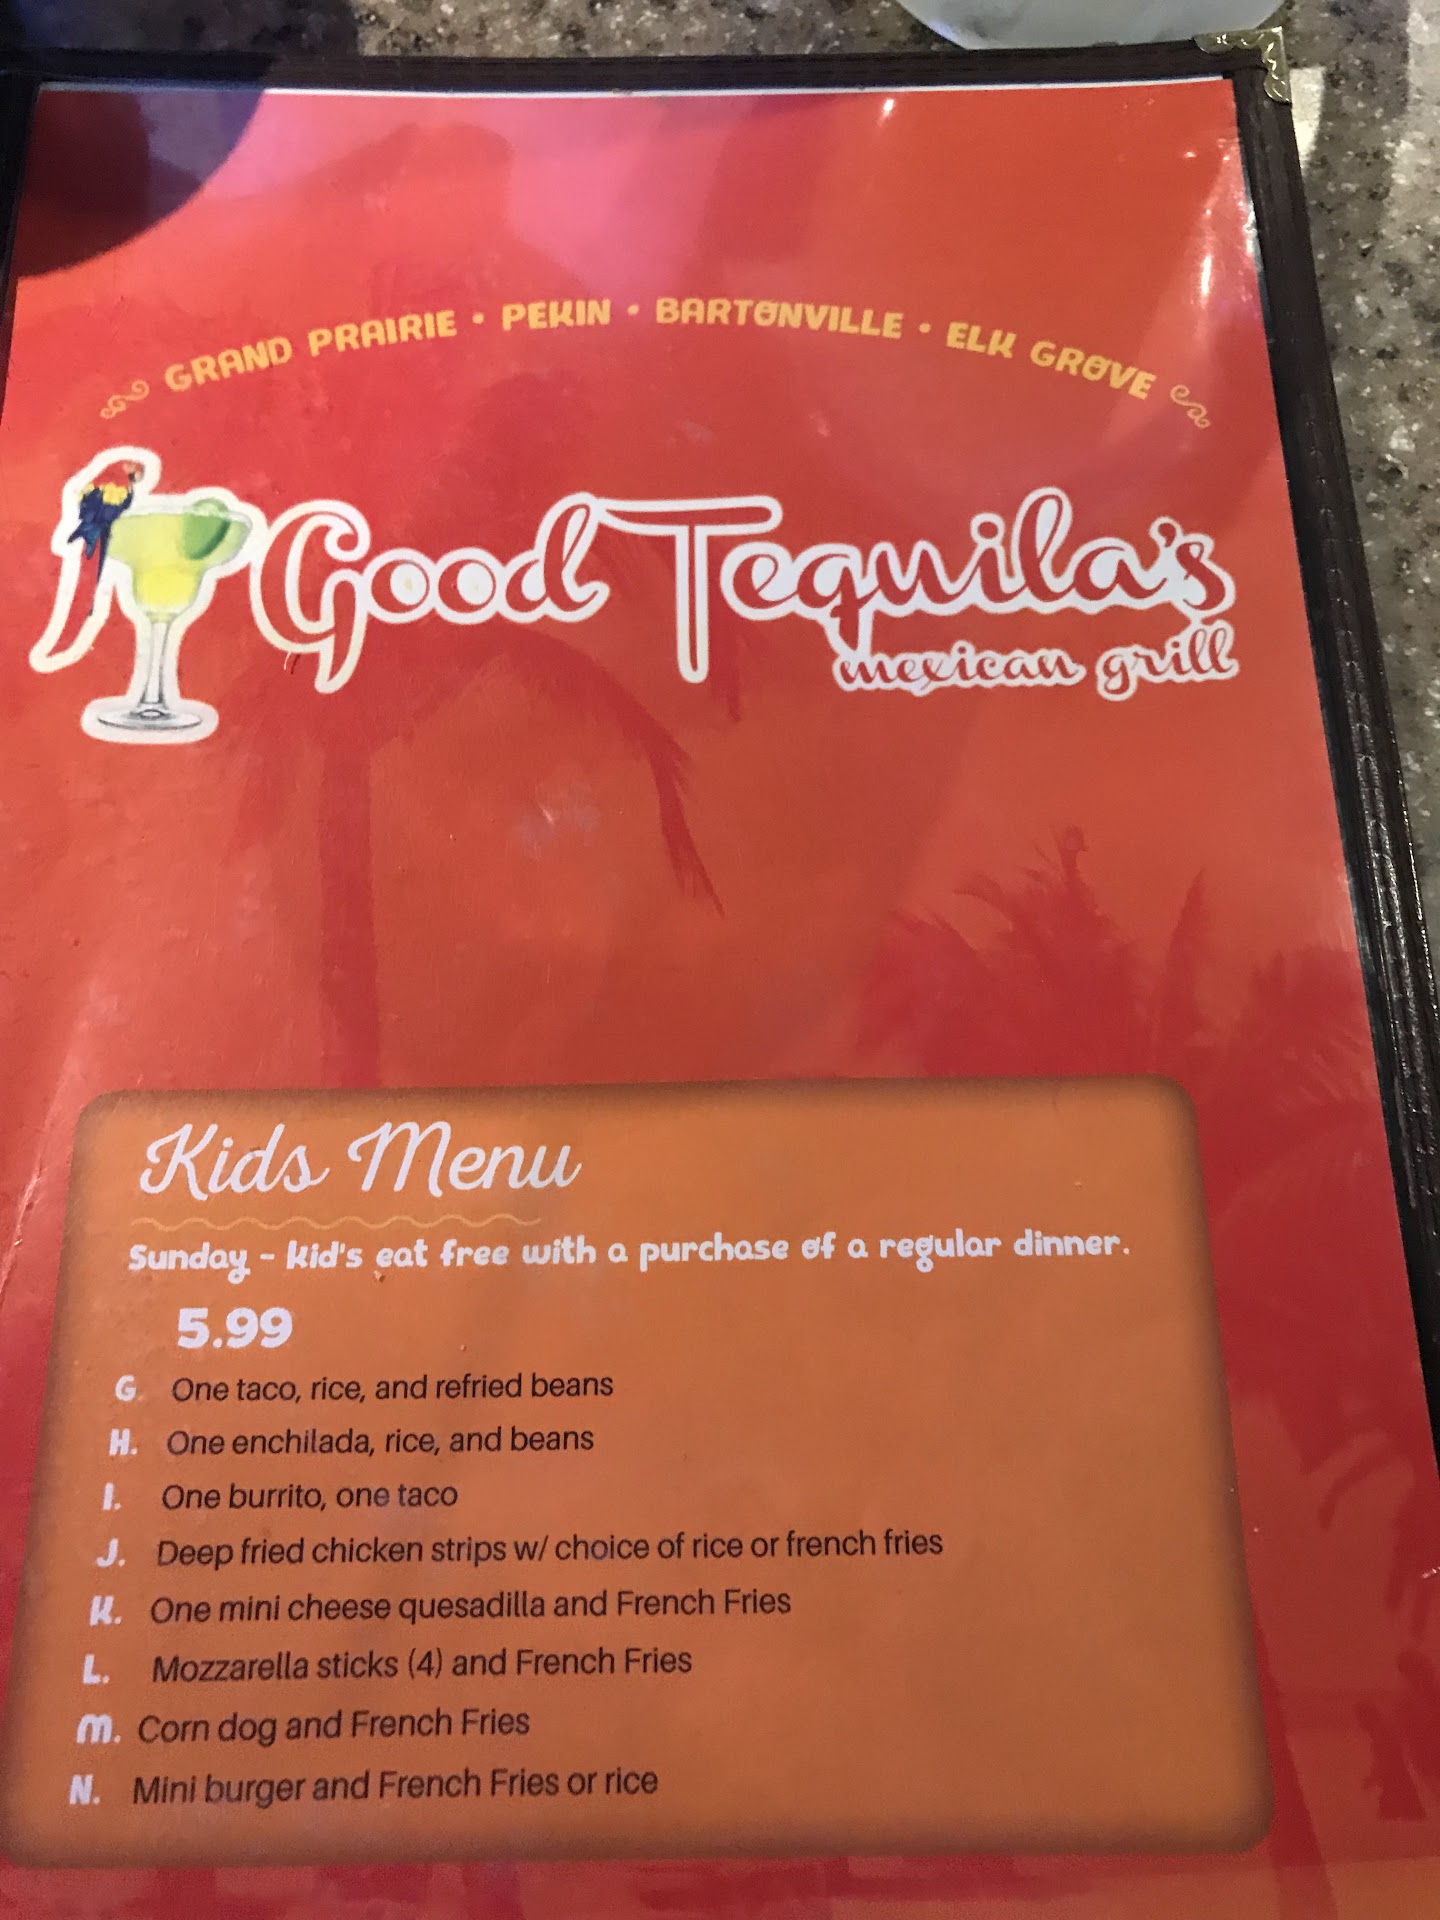 GRAND PRAIRIE • PEKIN • BARTONVILLE • ELK GROVE
Good Tequila's
mexican grill
Kids Menu
Sunday - kid's eat free with a purchase of a regular dinner.
5.99
G. One taco, rice, and refried beans
H. One enchilada, rice, and beans
I. One burrito, one taco
J. Deep fried chicken strips w/ choice of rice or french fries
K. One mini cheese quesadilla and French Fries
L. Mozzarella sticks (4) and French Fries
M. Corn dog and French Fries
N. Mini burger and French Fries or rice